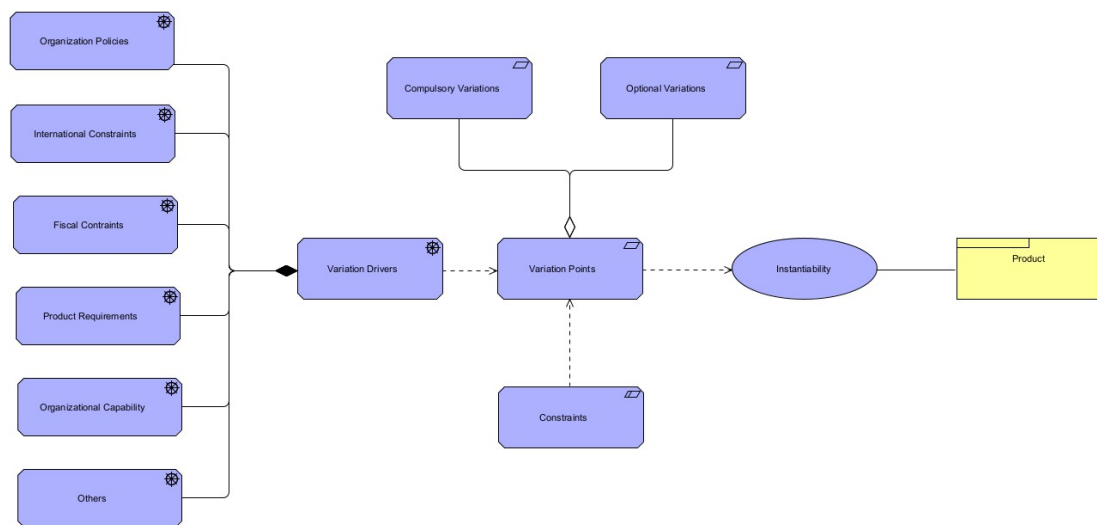 Organization Policies
International Constraints
Fiscal Contraints
Product Requirements
Organizational Capability
Others
Variation Drivers
Compulsory Variations
Optional Variations
Variation Points
Constraints
Instantiability
Product